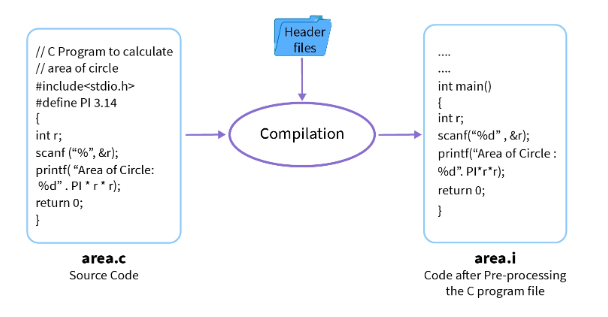 Header
files
// C Program to calculate
// area of circle
#include<stdio.h>
#define PI 3.14
{
int r;
scanf (“%”, &r);
printf( “Area of Circle:
%d” . PI * r * r);
return 0;
}
Compilation
....
....
int main()
{
int r;
scanf(“%d” , &r);
printf(“Area of Circle :
%d”. PI*r*r);
return 0;
}
area.c
Source Code
area.i
Code after Pre-processing
the C program file